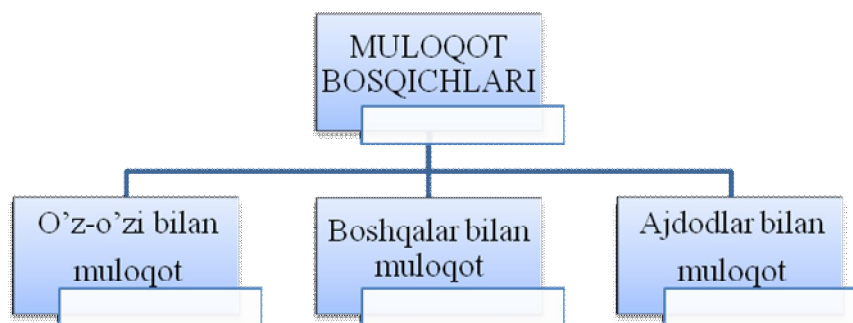 MULOQOT
BOSQICHLARI
O’z-o’zi bilan
muloqot
Boshqalar bilan
muloqot
Ajdodlar bilan
muloqot